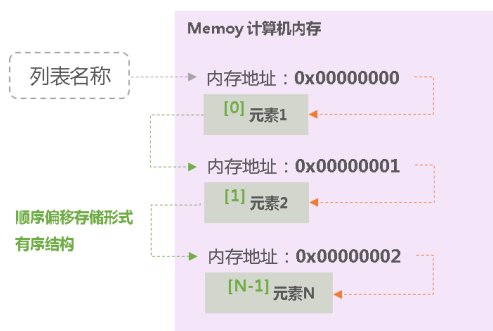 Memoy 计算机内存
列表名称
内存地址：0x00000000
[0] 元素1
内存地址：0x00000001
[1] 元素2
顺序偏移存储形式
有序结构
内存地址：0x00000002
[N-1] 元素N